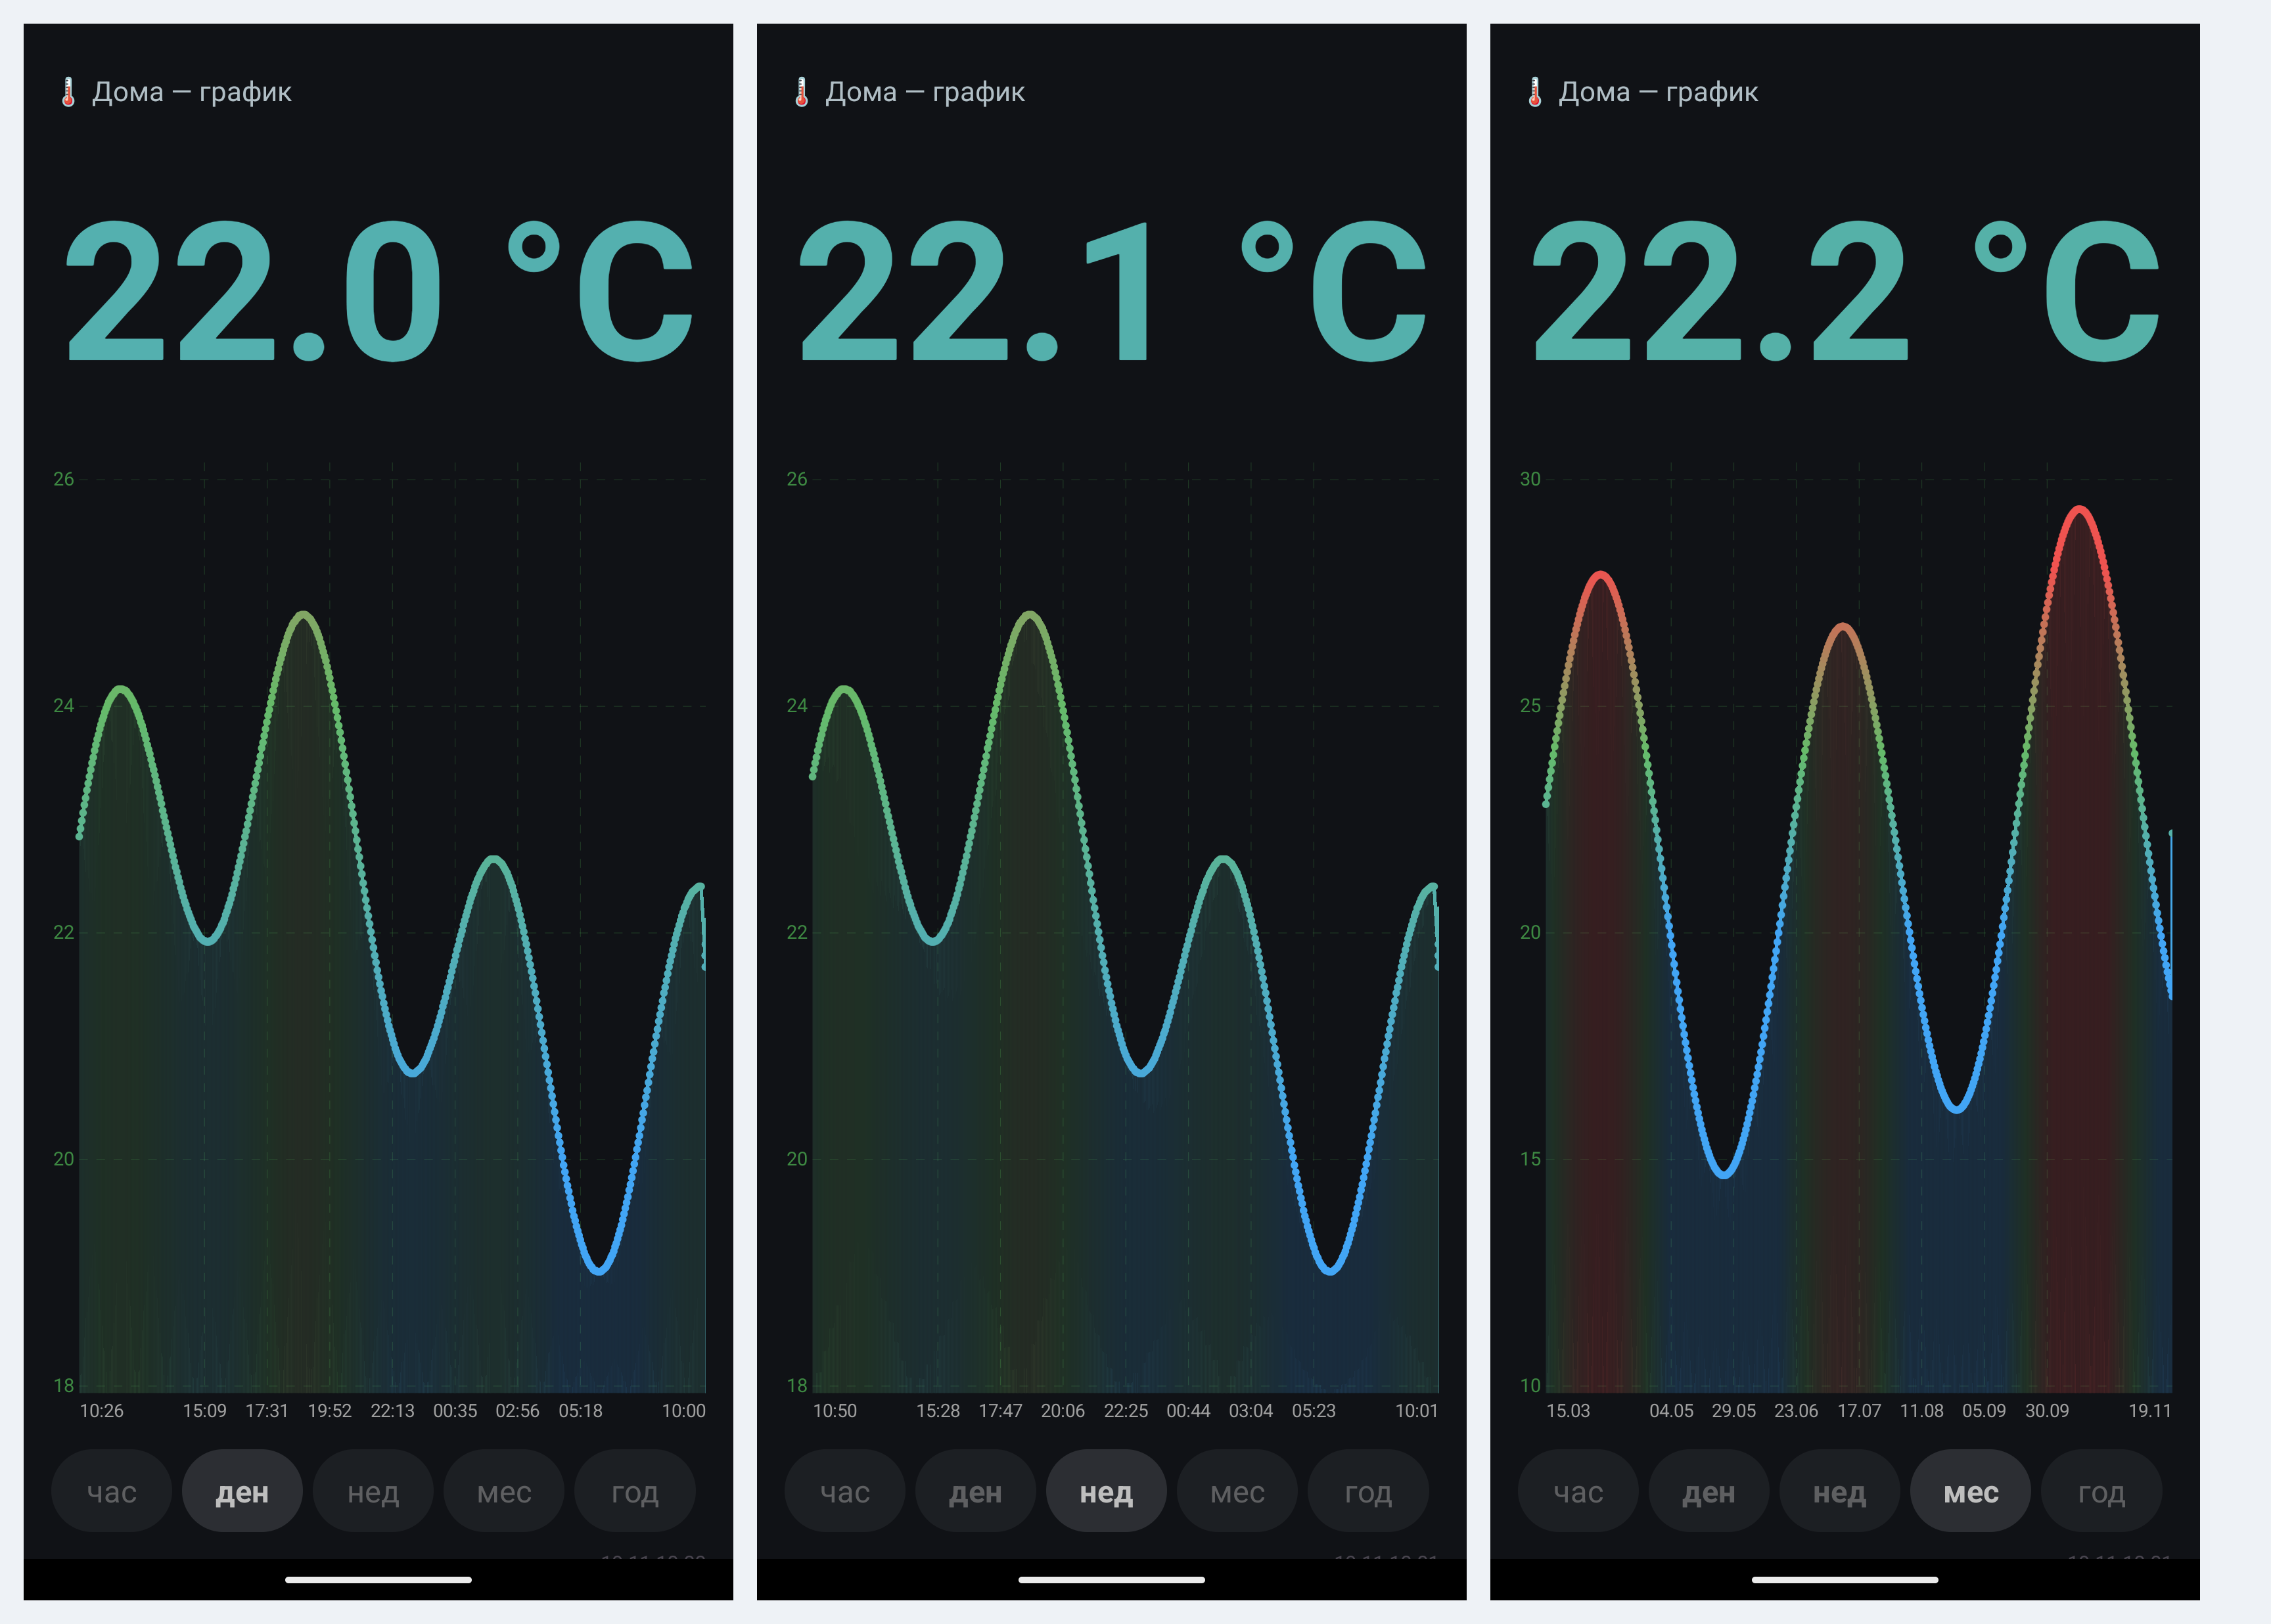 Дома — график
22.0 °C
26
24
22
20
18
10:26 15:09 17:31 19:52 22:13 00:35 02:56 05:18 10:00
час ден нед мес год
Дома — график
22.1 °C
26
24
22
20
18
10:50 15:28 17:47 20:06 22:25 00:44 03:04 05:23 10:01
час ден нед мес год
Дома — график
22.2 °C
30
25
20
15
10
15.03 04.05 29.05 23.06 17.07 11.08 05.09 30.09 19.11
час ден нед мес год